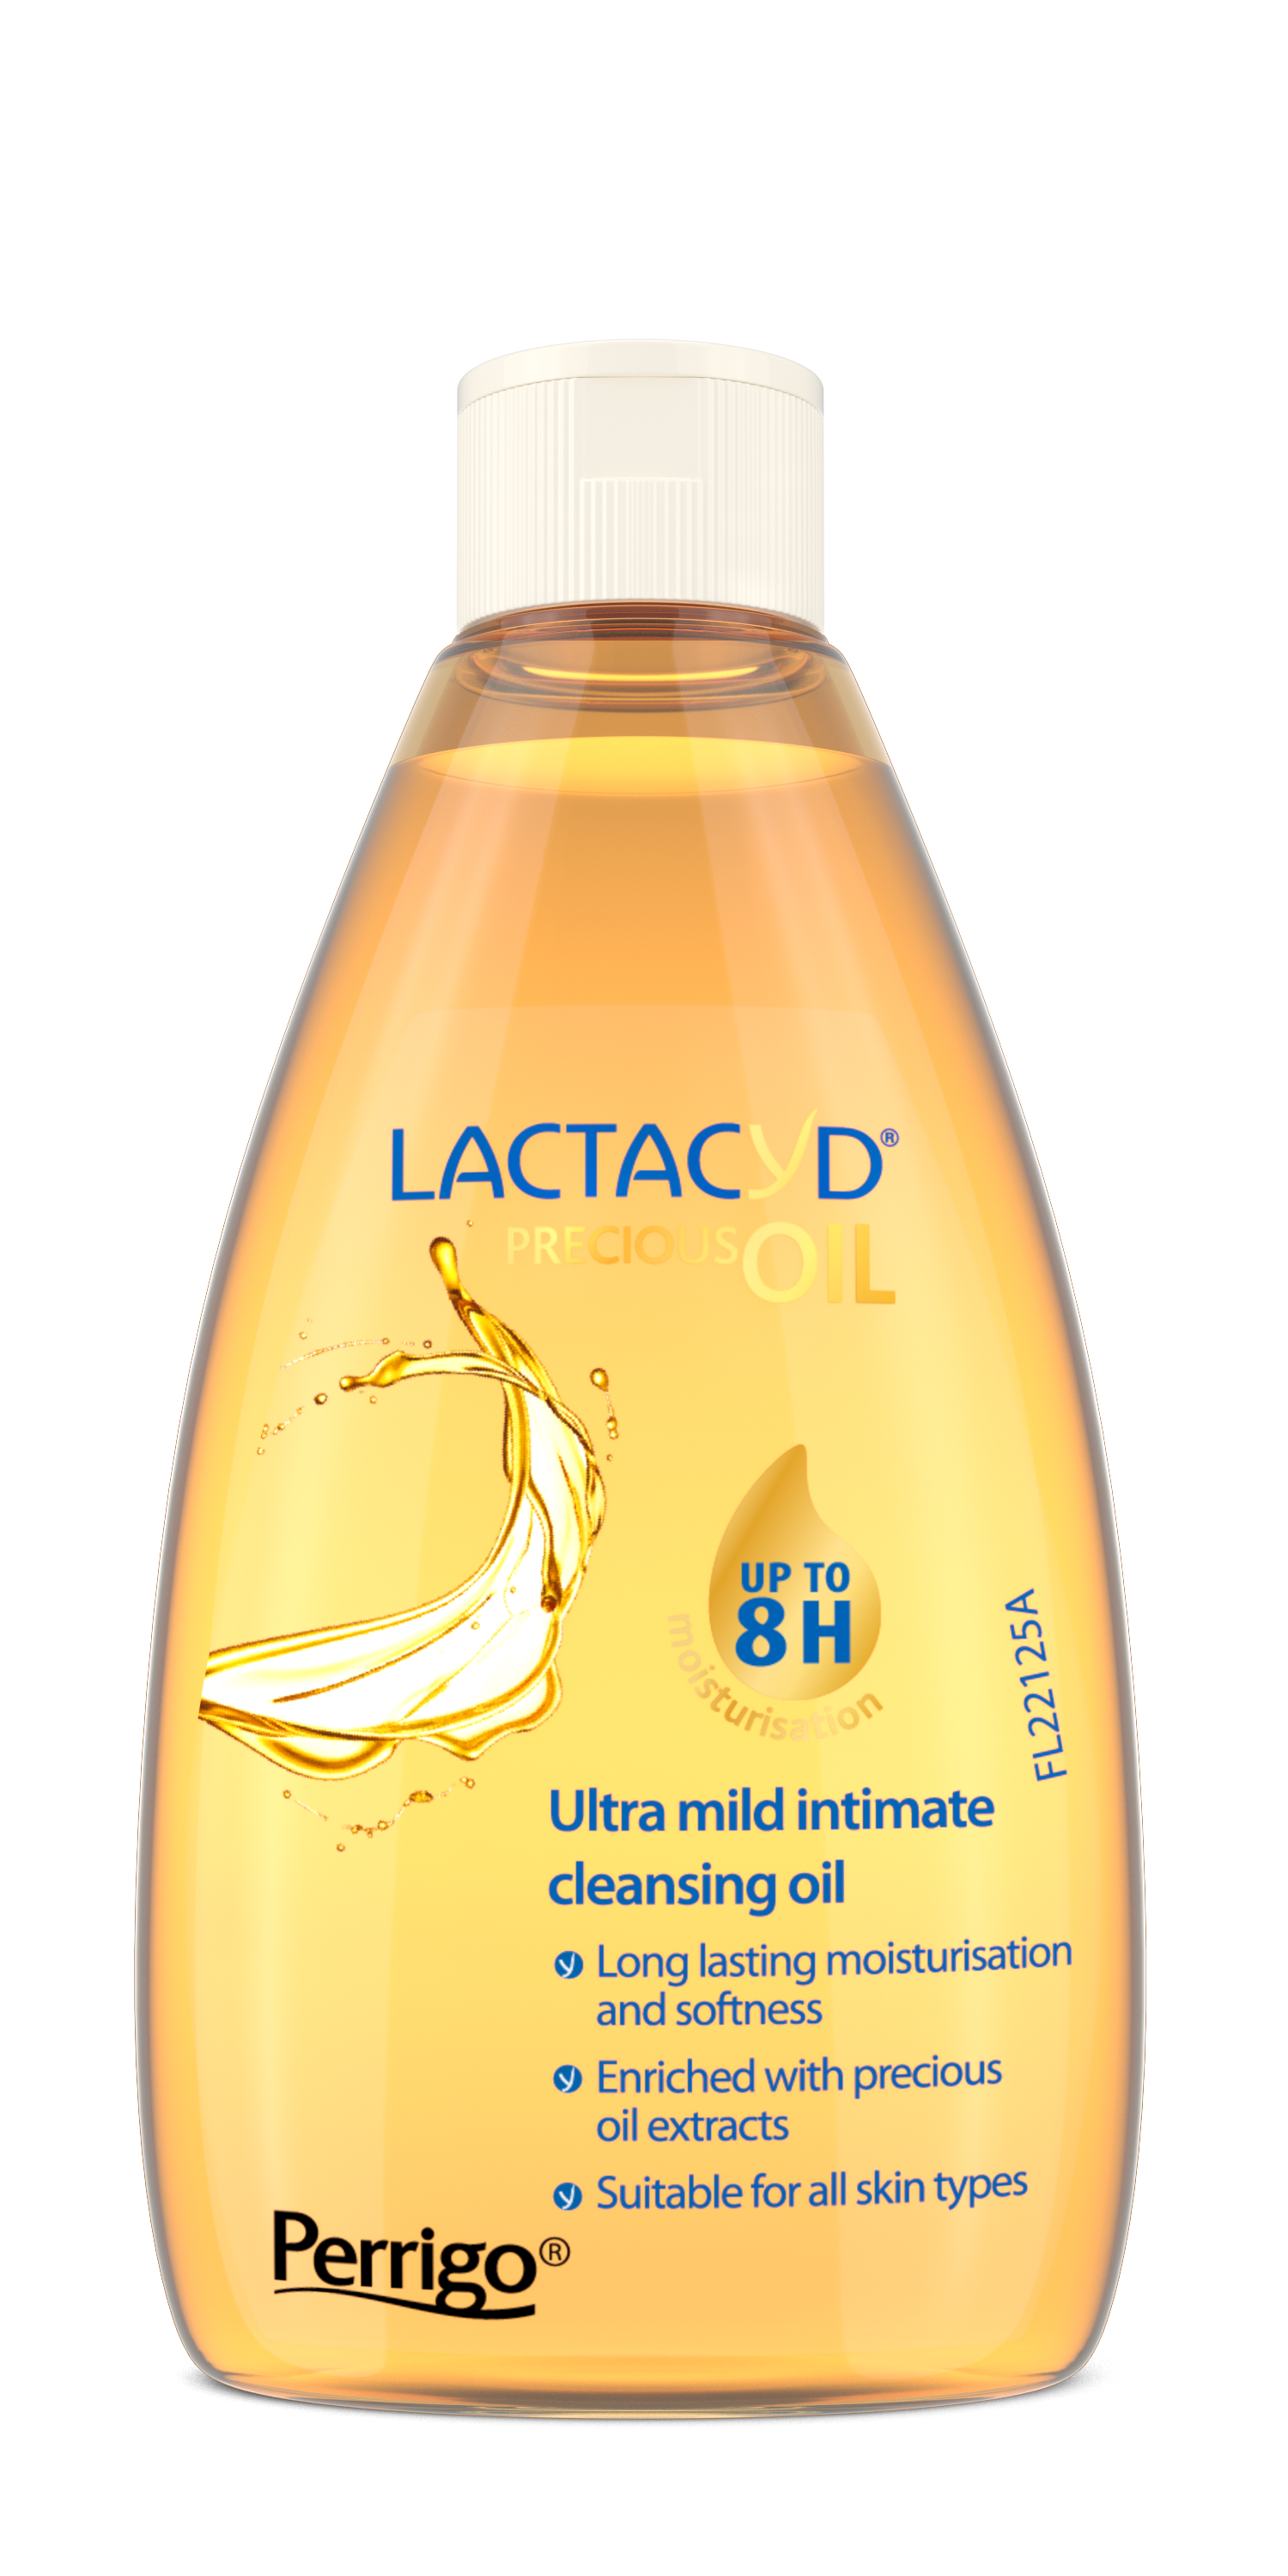 LACTACYD®
PRECIOUS OIL
UP TO
8H
moisturisation
FL22125A
Ultra mild intimate
cleansing oil
Long lasting moisturisation
and softness
Enriched with precious
oil extracts
Suitable for all skin types
Perrigo®